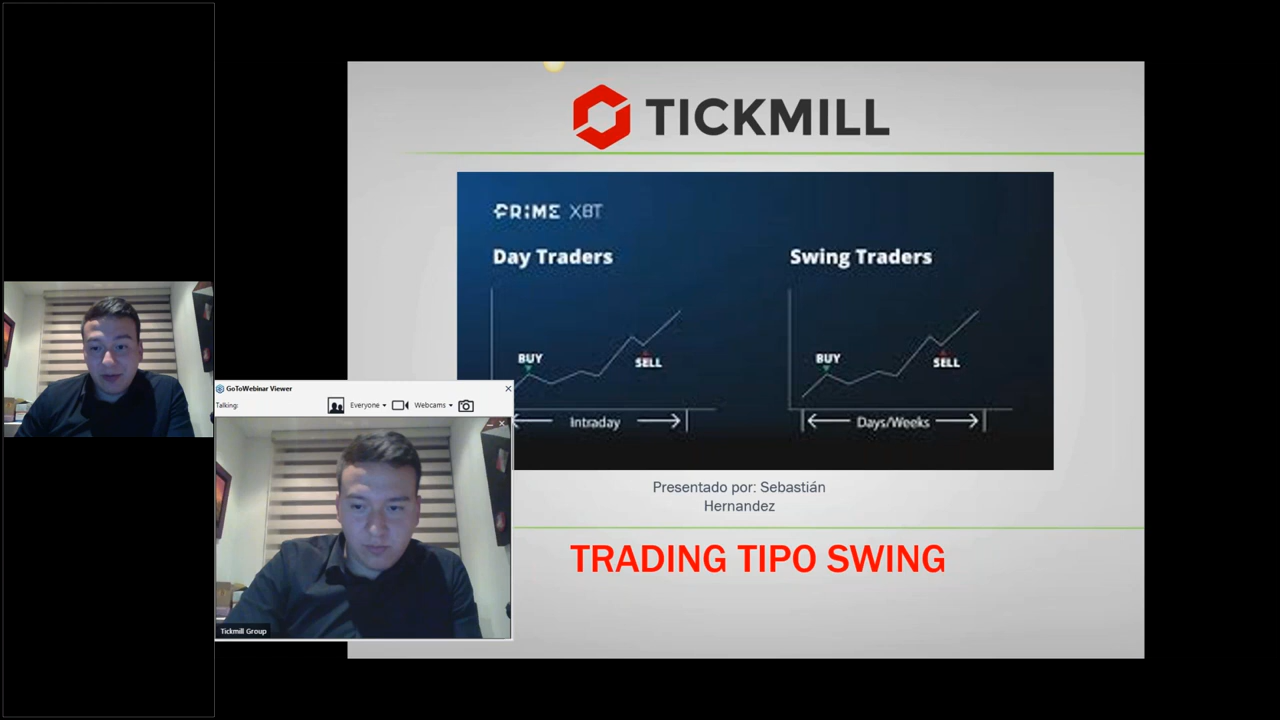 TICKMILL
PRIME XBT
Day Traders
Swing Traders
BUY
SELL
BUY
SELL
Intraday
Days/Weeks
GoToWebinar Viewer
Talking:
Everyone
Webcams
Tickmill Group
Presentado por: Sebastián
Hernandez
TRADING TIPO SWING